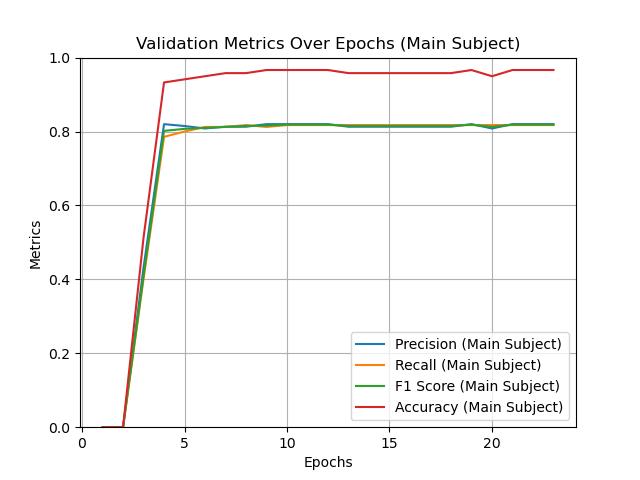 Validation Metrics Over Epochs (Main Subject)
1.0
0.8
0.6
0.4
0.2
0.0
Metrics
Precision (Main Subject)
Recall (Main Subject)
F1 Score (Main Subject)
Accuracy (Main Subject)
0 5 10 15 20
Epochs